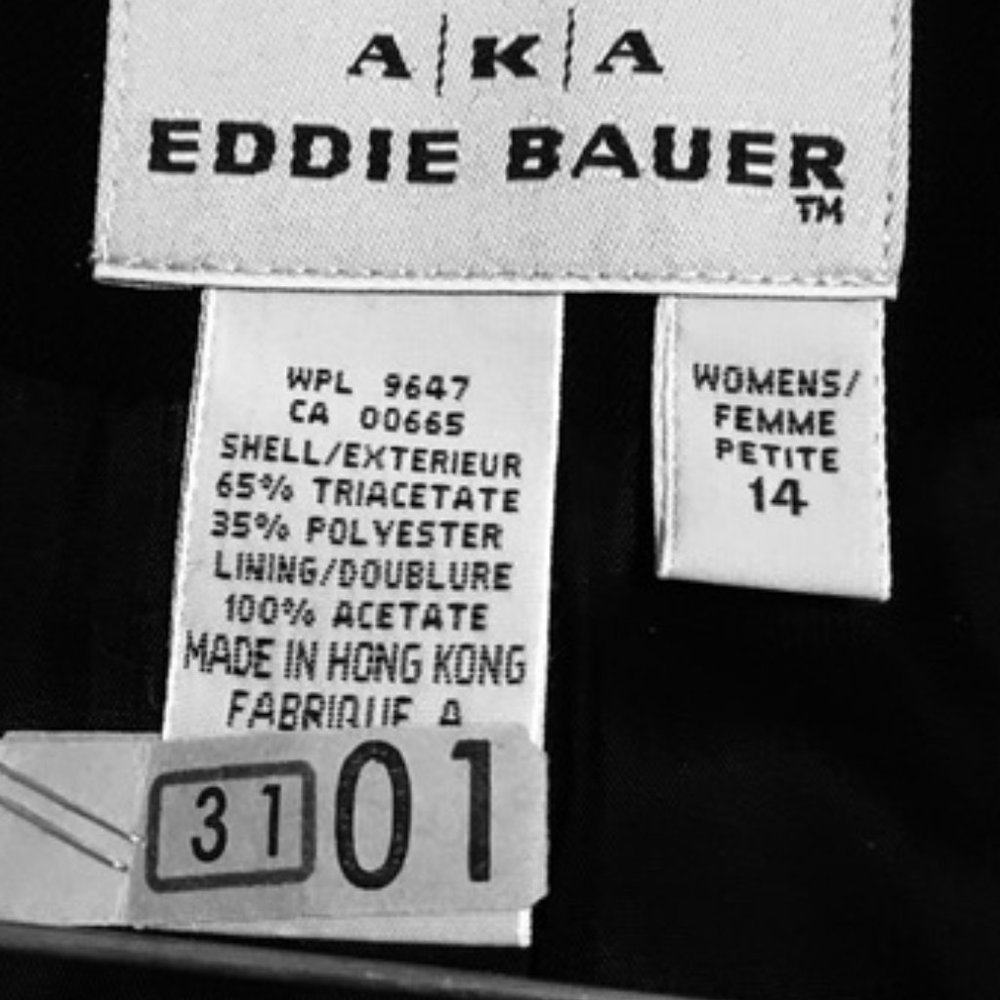 A|K|A
EDDIE BAUER
TM
WPL 9647
CA 00665
SHELL/EXTERIEUR
65% TRIACETATE
35% POLYESTER
LINING/DOUBLURE
100% ACETATE
MADE IN HONG KONG
FABRIQUE A
31 01
WOMENS/
FEMME
PETITE
14